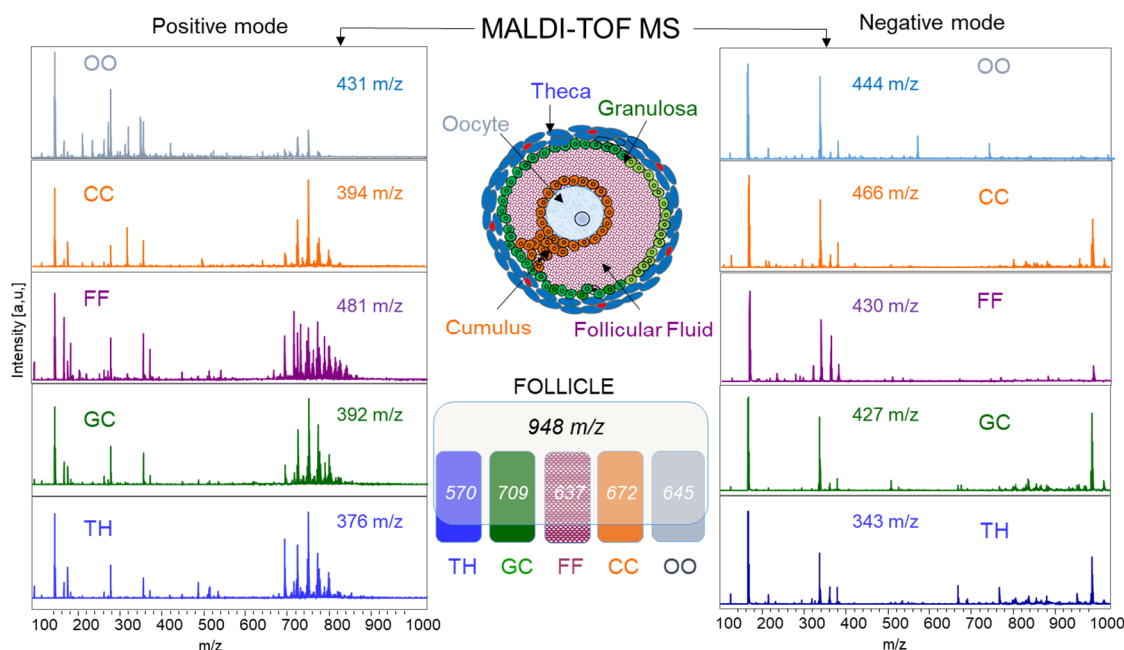 Positive mode
MALDI-TOF MS
Negative mode
OO
431 m/z
CC
394 m/z
FF
481 m/z
GC
392 m/z
TH
376 m/z
Intensity [a,u,]
100 200 300 400 500 600 700 800 900 1000
m/z
Theca
Granulosa
Oocyte
Cumulus
Follicular Fluid
FOLLICLE
948 m/z
570 709 637 672 645
TH GC FF CC OO
OO
444 m/z
CC
466 m/z
FF
430 m/z
GC
427 m/z
TH
343 m/z
100 200 300 400 500 600 700 800 900 1000
m/z